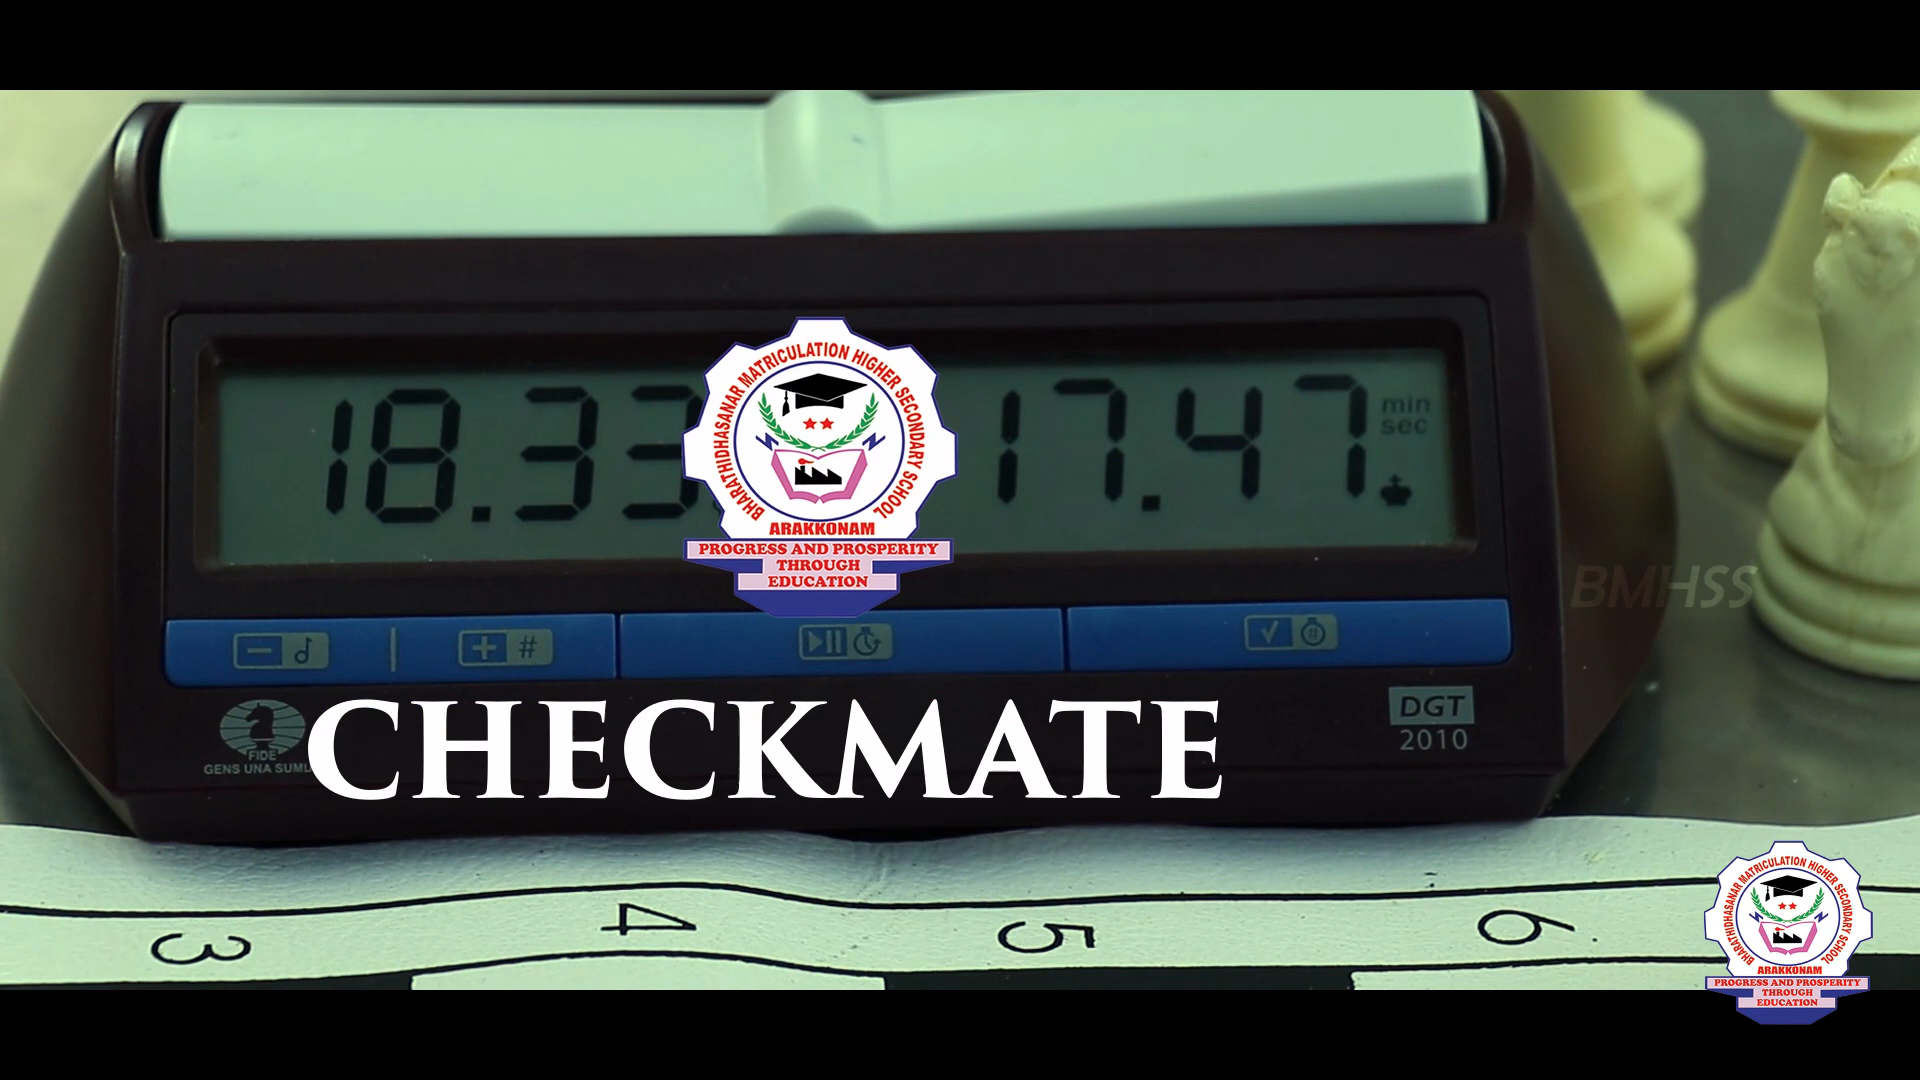 18.33
17.47
min
sec
BHARATHIDHASANAR MATRICULATION HIGHER SECONDARY SCHOOL
ARAKKONAM
PROGRESS AND PROSPERITY
THROUGH
EDUCATION
BMHSS
- +#
#
FIDE
GENS UNA SUMU
CHECKMATE
DGT
2010
3 4 5 6
BHARATHIDHASANAR MATRICULATION HIGHER SECONDARY SCHOOL
ARAKKONAM
PROGRESS AND PROSPERITY
THROUGH
EDUCATION